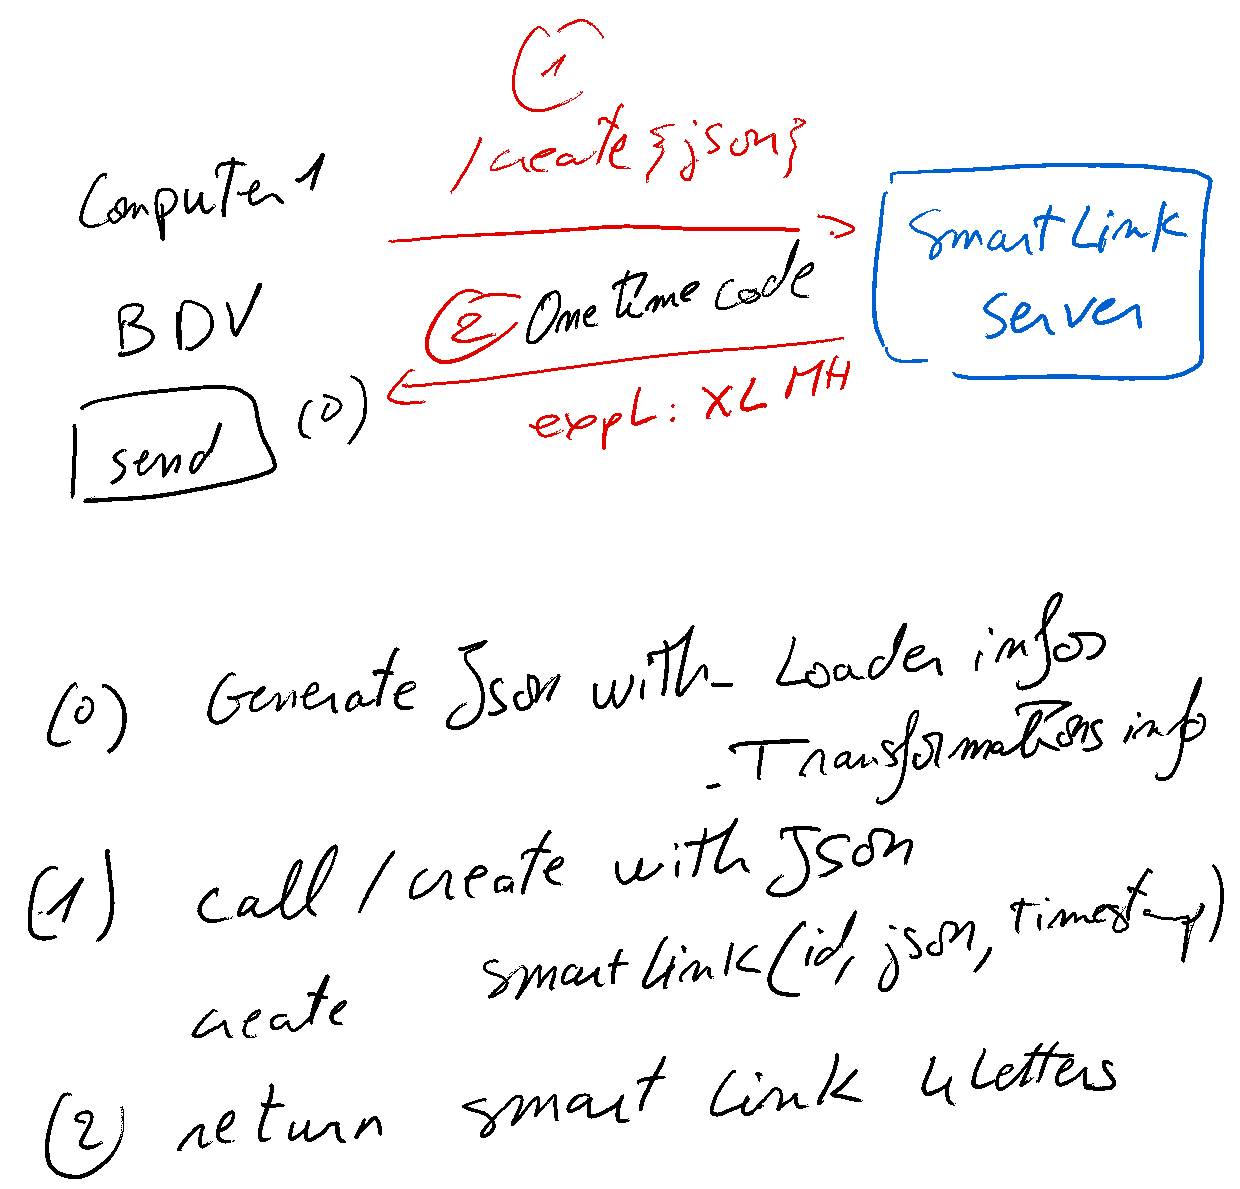 1
/create {json}
Computer 1
Smart Link
Server
BDV
2 One time code
send (0)
expl: XLMH
(0) Generate Json with - Loader infos
- Transformations info
(1) call /create with Json
create smart link (id, json, timestamp)
(2) return smart link 4 letters